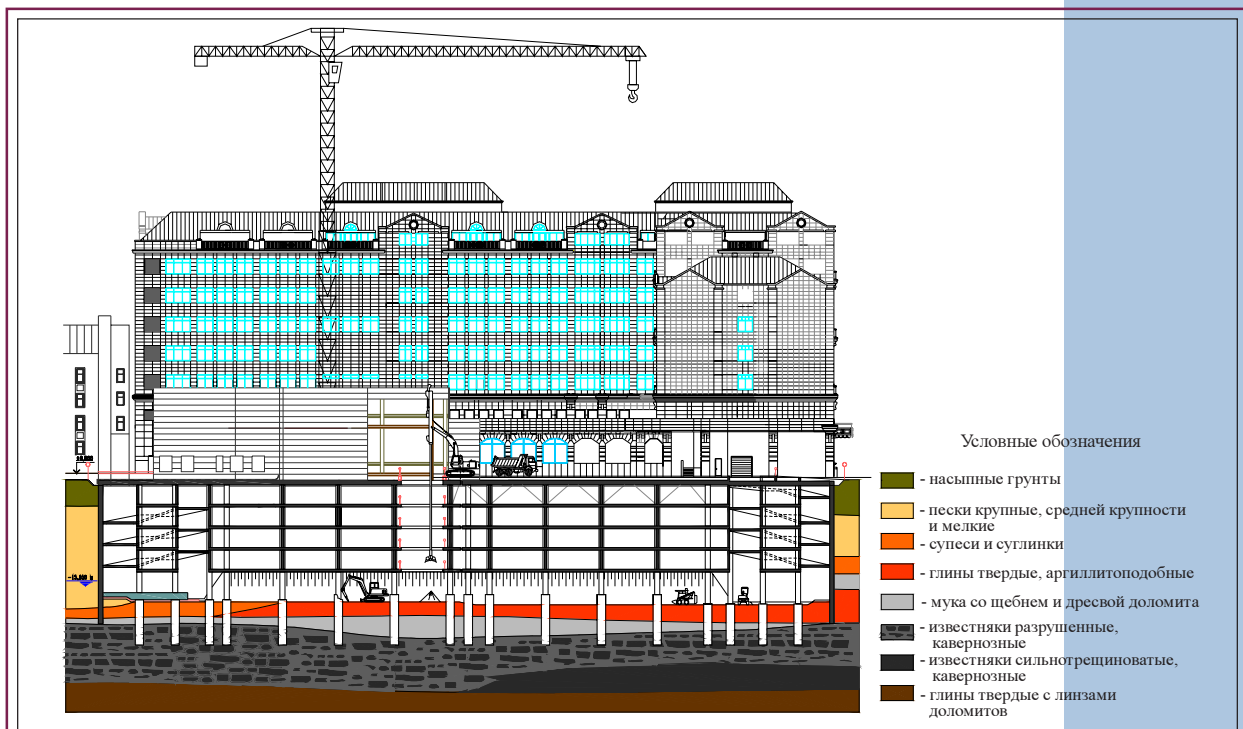 Условные обозначения
- насыпные грунты
- пески крупные, средней крупности
и мелкие
- супеси и суглинки
- глины твердые, аргиллитоподобные
- мука со щебнем и дресвой доломита
- известняки разрушенные,
кавернозные
- известняки сильнотрещиноватые,
кавернозные
- глины твердые с линзами
доломитов